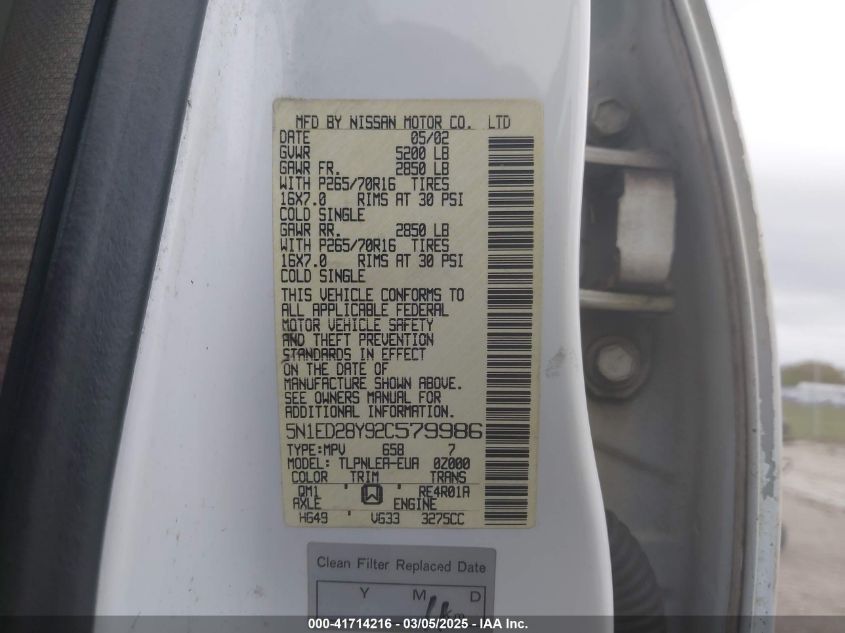 MFD BY NISSAN MOTOR CO. LTD
DATE 05/02
GVWR 5200 LB
GAWR FR. 2850 LB
WITH P265/70R16 TIRES
16X7.0 RIMS AT 30 PSI
COLD SINGLE
GAWR RR. 2850 LB
WITH P265/70R16 TIRES
16X7.0 RIMS AT 30 PSI
COLD SINGLE
THIS VEHICLE CONFORMS TO
ALL APPLICABLE FEDERAL
MOTOR VEHICLE SAFETY
AND THEFT PREVENTION
STANDARDS IN EFFECT
ON THE DATE OF
MANUFACTURE SHOWN ABOVE.
SEE OWNERS MANUAL FOR
ADDITIONAL INFORMATION
5N1ED28Y92C579986
TYPE:MPV 658 7
MODEL: TLPNLEA-EUA 0Z000
COLOR TRIM TRANS
QM1 ' W ' RE4R01A
AXLE ENGINE
HG49 ' VG33 3275CC
Clean Filter Replaced Date
Y M D
km
000-41714216 - 03/05/2025 - IAA Inc.